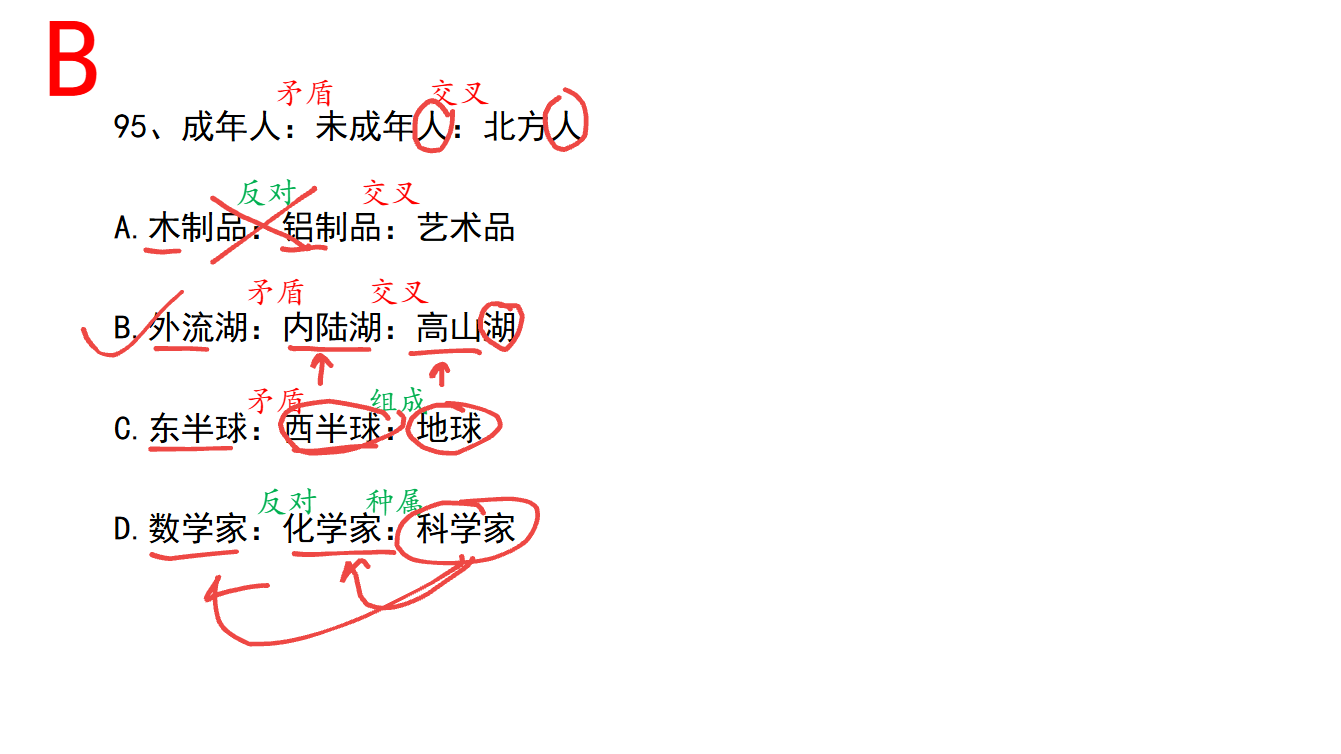 B
矛盾 交叉
95、成年人：未成年人：北方人
反对 交叉
A.木制品：铝制品：艺术品
矛盾 交叉
B.外流湖：内陆湖：高山湖
矛盾 组成
C.东半球：西半球：地球
反对 种属
D.数学家：化学家：科学家